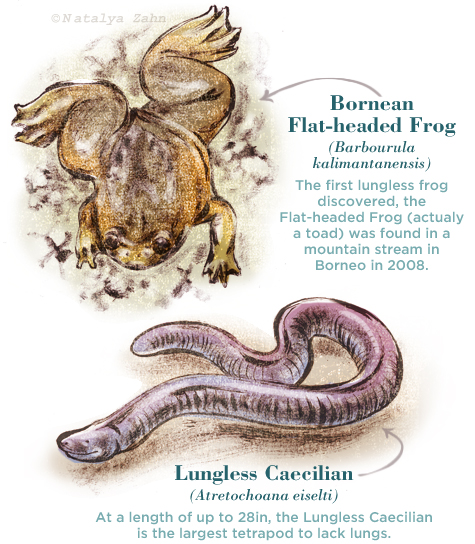 ©Natalya Zahn
Bornean
Flat-headed Frog
(Barbourula
kalimantanensis)
The first lungless frog
discovered, the
Flat-headed Frog (actualy
a toad) was found in a
mountain stream in
Borneo in 2008.
Lungless Caecilian
(Atretochoana eiselti)
At a length of up to 28in, the Lungless Caecilian
is the largest tetrapod to lack lungs.